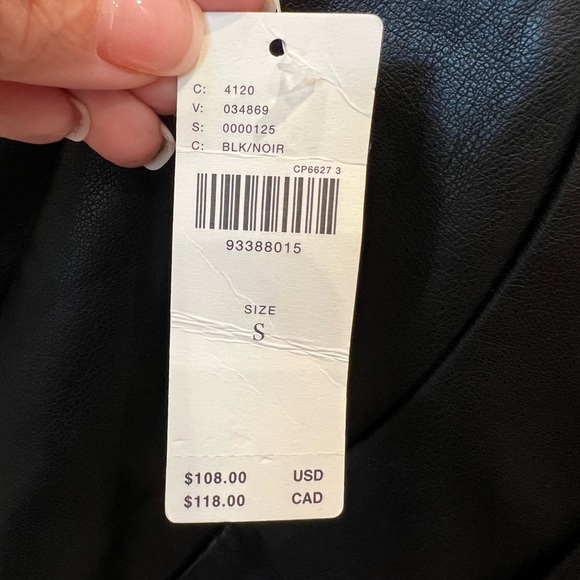 C: 4120
V: 034869
S: 0000125
C: BLK/NOIR
CP6627 3
93388015
SIZE
S
$108.00 USD
$118.00 CAD